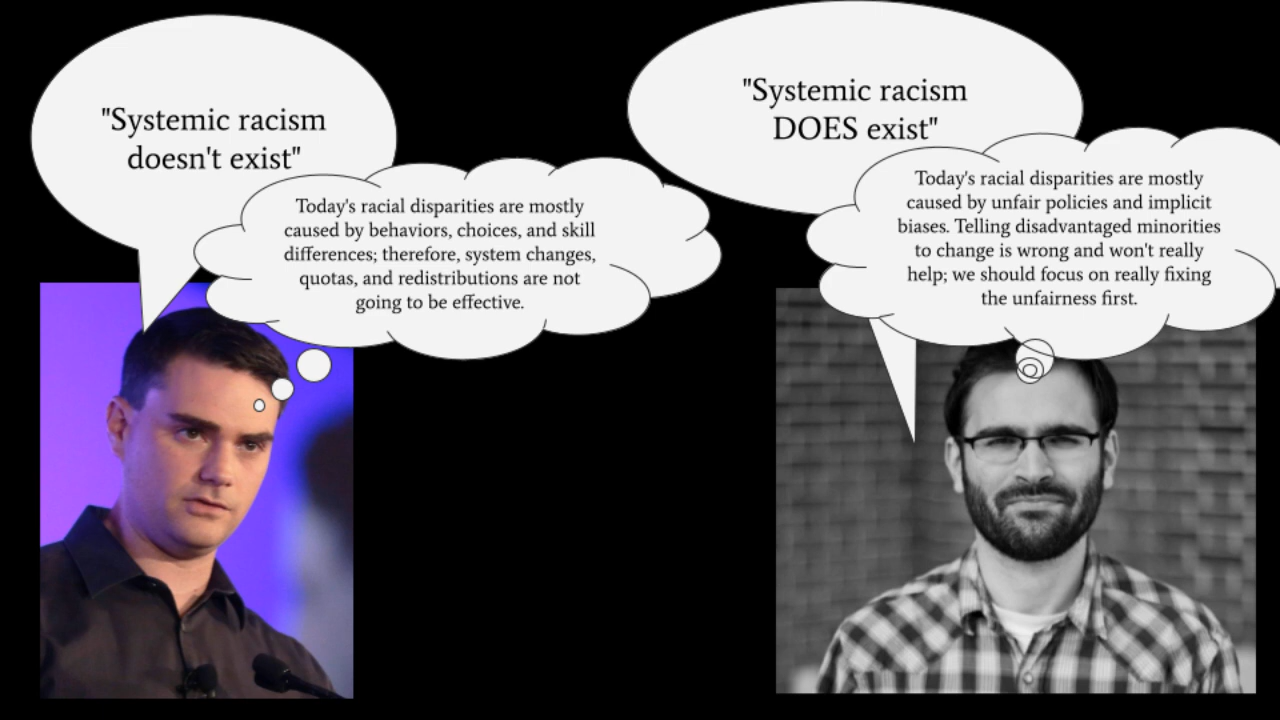 "Systemic racism
doesn't exist"
Today's racial disparities are mostly
caused by behaviors, choices, and skill
differences; therefore, system changes,
quotas, and redistributions are not
going to be effective.
"Systemic racism
DOES exist"
Today's racial disparities are mostly
caused by unfair policies and implicit
biases. Telling disadvantaged minorities
to change is wrong and won't really
help; we should focus on really fixing
the unfairness first.